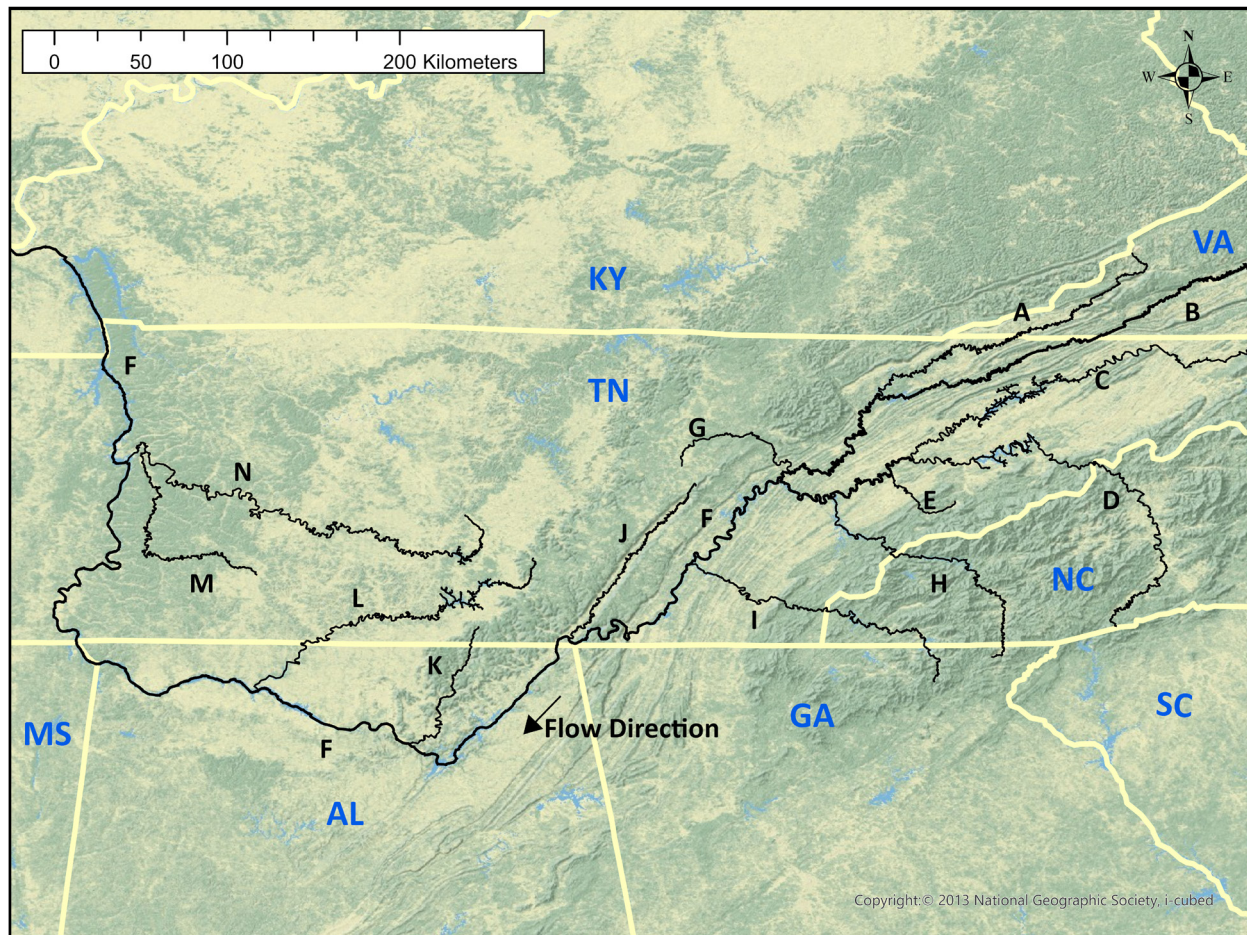 0 50 100 200 Kilometers
N
W E
S
VA
KY
A
B
F
TN
C
G
N
E
D
F
J
M
L
H
NC
I
K
MS
GA
SC
Flow Direction
F
AL
Copyright:© 2013 National Geographic Society, i-cubed